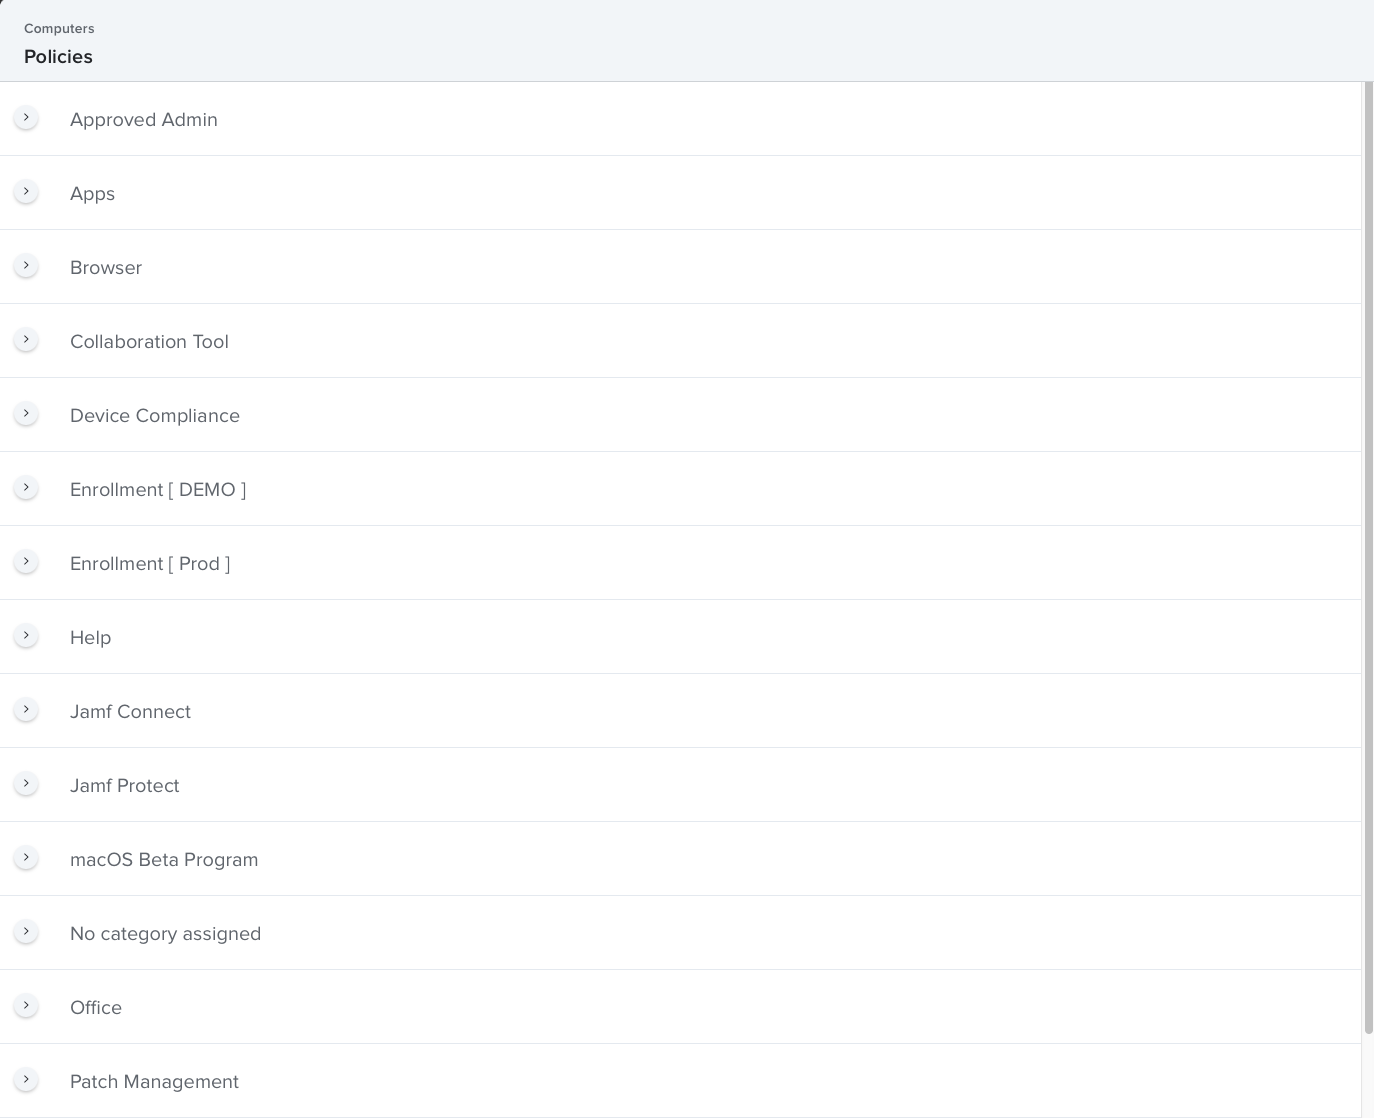 Computers
Policies
Approved Admin
Apps
Browser
Collaboration Tool
Device Compliance
Enrollment [ DEMO ]
Enrollment [ Prod ]
Help
Jamf Connect
Jamf Protect
macOS Beta Program
No category assigned
Office
Patch Management